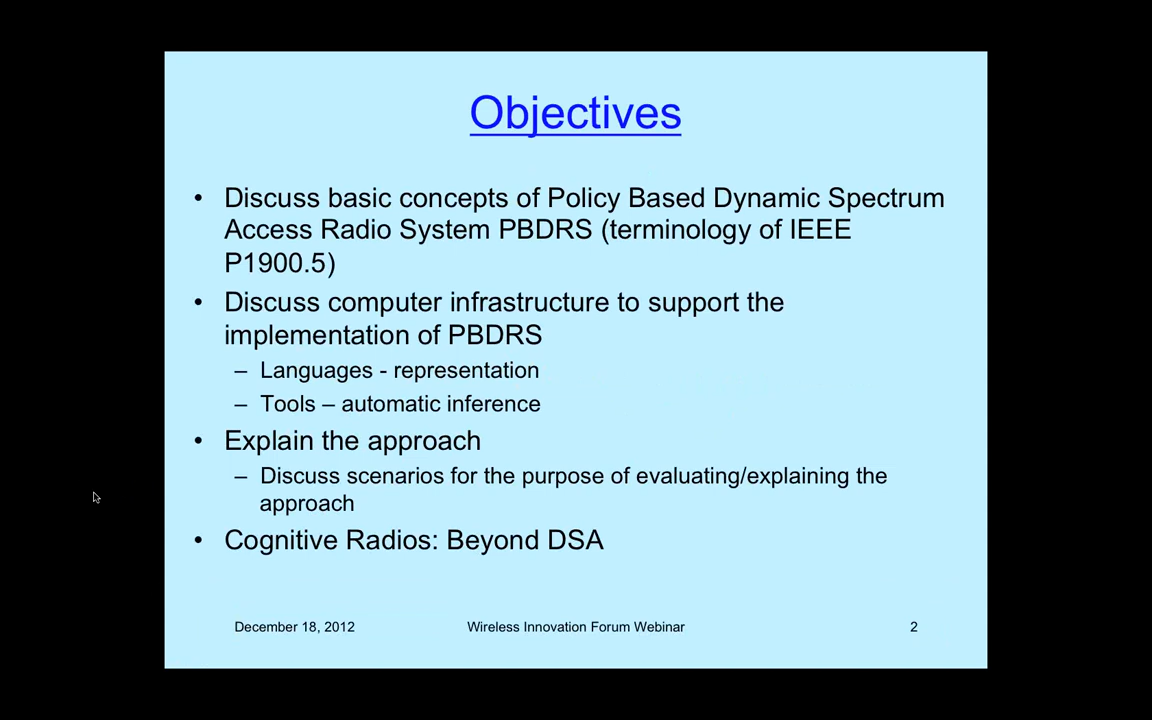 Objectives
• Discuss basic concepts of Policy Based Dynamic Spectrum
Access Radio System PBDRS (terminology of IEEE
P1900.5)
• Discuss computer infrastructure to support the
implementation of PBDRS
– Languages - representation
– Tools – automatic inference
• Explain the approach
– Discuss scenarios for the purpose of evaluating/explaining the
approach
• Cognitive Radios: Beyond DSA
December 18, 2012 Wireless Innovation Forum Webinar 2